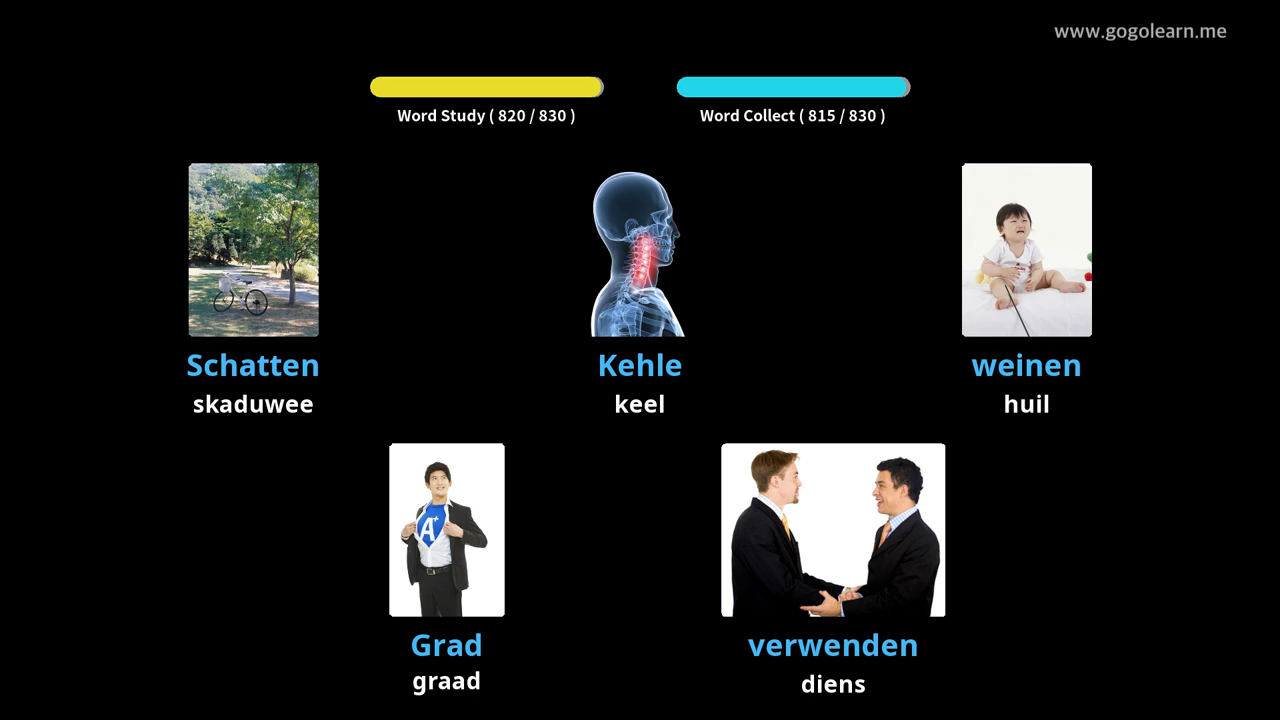 www.gogolearn.me
Word Study ( 820 / 830 )
Word Collect ( 815 / 830 )
Schatten
skaduwee
Kehle
keel
weinen
huil
A+
Grad
graad
verwenden
diens